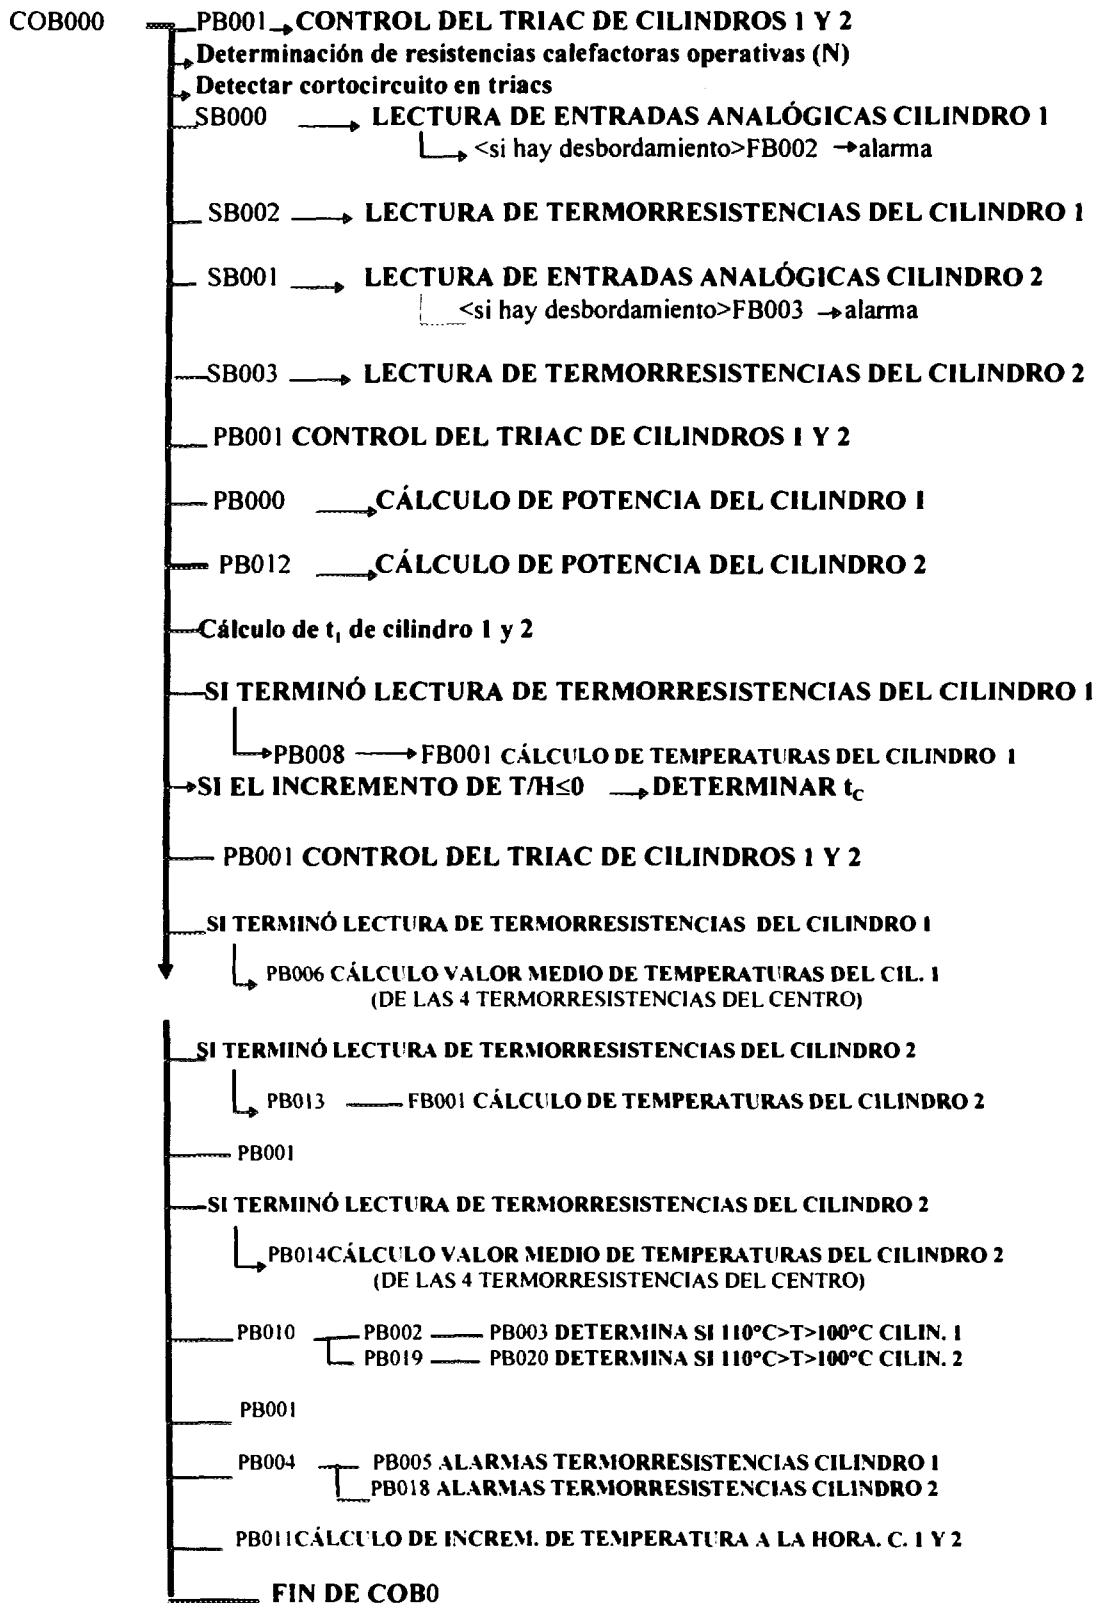 COB000 PB001→CONTROL DEL TRIAC DE CILINDROS 1 Y 2
Determinación de resistencias calefactoras operativas (N)
Detectar cortocircuito en triacs
SB000 → LECTURA DE ENTRADAS ANALÓGICAS CILINDRO 1
<si hay desbordamiento>FB002 →alarma
SB002 → LECTURA DE TERMORRESISTENCIAS DEL CILINDRO 1
SB001 → LECTURA DE ENTRADAS ANALÓGICAS CILINDRO 2
<si hay desbordamiento>FB003 →alarma
SB003 → LECTURA DE TERMORRESISTENCIAS DEL CILINDRO 2
PB001 CONTROL DEL TRIAC DE CILINDROS 1 Y 2
PB000 →CÁLCULO DE POTENCIA DEL CILINDRO 1
PB012 →CÁLCULO DE POTENCIA DEL CILINDRO 2
Cálculo de t₁ de cilindro 1 y 2
SI TERMINÓ LECTURA DE TERMORRESISTENCIAS DEL CILINDRO 1
→PB008 → FB001 CÁLCULO DE TEMPERATURAS DEL CILINDRO 1
→SI EL INCREMENTO DE T/H≤0 →DETERMINAR t_C
PB001 CONTROL DEL TRIAC DE CILINDROS 1 Y 2
SI TERMINÓ LECTURA DE TERMORRESISTENCIAS DEL CILINDRO 1
PB006 CÁLCULO VALOR MEDIO DE TEMPERATURAS DEL CIL. 1
(DE LAS 4 TERMORRESISTENCIAS DEL CENTRO)
SI TERMINÓ LECTURA DE TERMORRESISTENCIAS DEL CILINDRO 2
PB013 — FB001 CÁLCULO DE TEMPERATURAS DEL CILINDRO 2
PB001
SI TERMINÓ LECTURA DE TERMORRESISTENCIAS DEL CILINDRO 2
PB014CÁLCULO VALOR MEDIO DE TEMPERATURAS DEL CILINDRO 2
(DE LAS 4 TERMORRESISTENCIAS DEL CENTRO)
PB010 — PB002 — PB003 DETERMINA SI 110°C>T>100°C CILIN. 1
PB019 — PB020 DETERMINA SI 110°C>T>100°C CILIN. 2
PB001
PB004 — PB005 ALARMAS TERMORRESISTENCIAS CILINDRO 1
PB018 ALARMAS TERMORRESISTENCIAS CILINDRO 2
PB011CÁLCULO DE INCREM. DE TEMPERATURA A LA HORA. C. 1 Y 2
FIN DE COB0